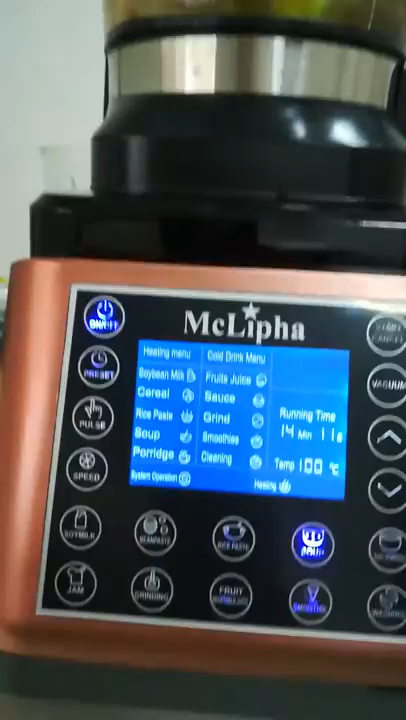 ON/OFF
McLipha
START
CANCEL
PRESET
VACUUM
PULSE
SPEED
Heating menu
Soybean Milk
Cereal
Rice Paste
Soup
Porridge
System Operation
Cold Drink Menu
Fruits Juice
Sauce
Grind
Smoothies
Cleaning
Running Time
14 Min 11s
Temp 100 ℃
Heating
SOYMILK
BEANPASTE
RICE PASTE
SOUP
JAM
GRINDING
FRUIT
SMOOTHIE